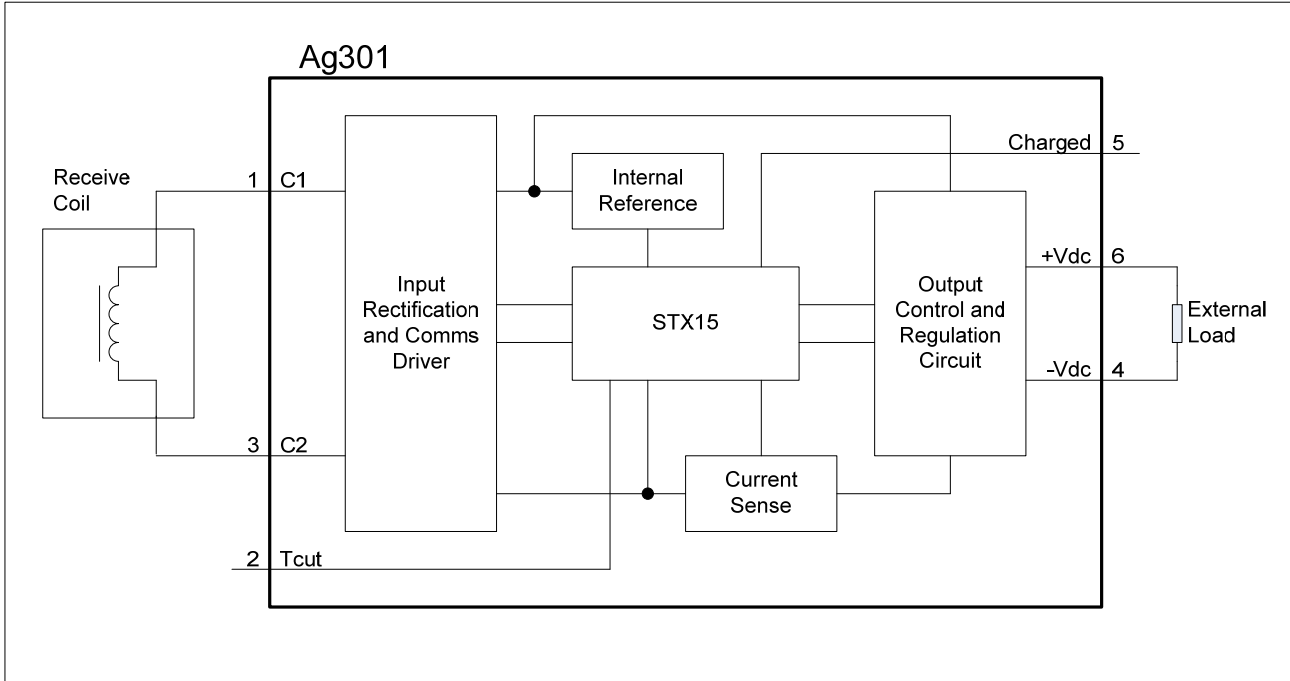 Ag301
Receive
Coil
1
C1
3
C2
2
Tcut
Input
Rectification
and Comms
Driver
Internal
Reference
STX15
Current
Sense
Output
Control and
Regulation
Circuit
Charged
5
+Vdc
6
-Vdc
4
External
Load